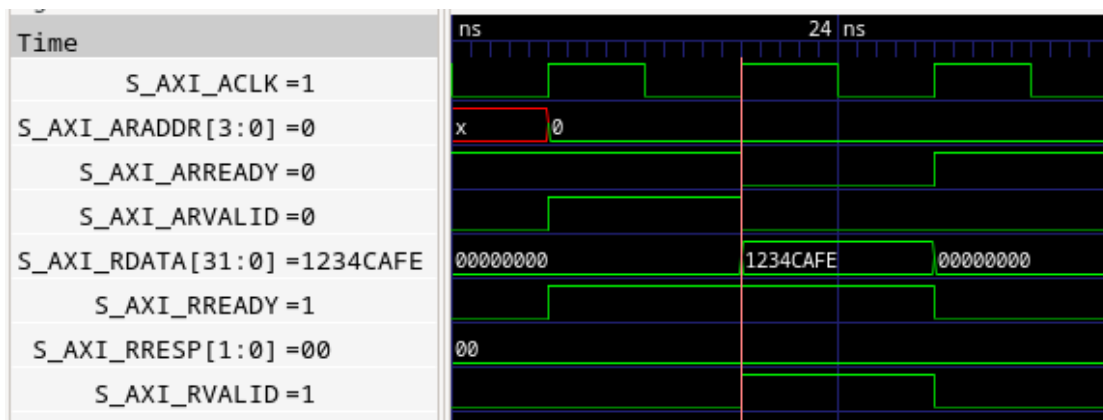 ns 24 ns
Time
S_AXI_ACLK =1
S_AXI_ARADDR[3:0] =0 x 0
S_AXI_ARREADY =0
S_AXI_ARVALID =0
S_AXI_RDATA[31:0] =1234CAFE 00000000 1234CAFE 00000000
S_AXI_RREADY =1
S_AXI_RRESP[1:0] =00 00
S_AXI_RVALID =1